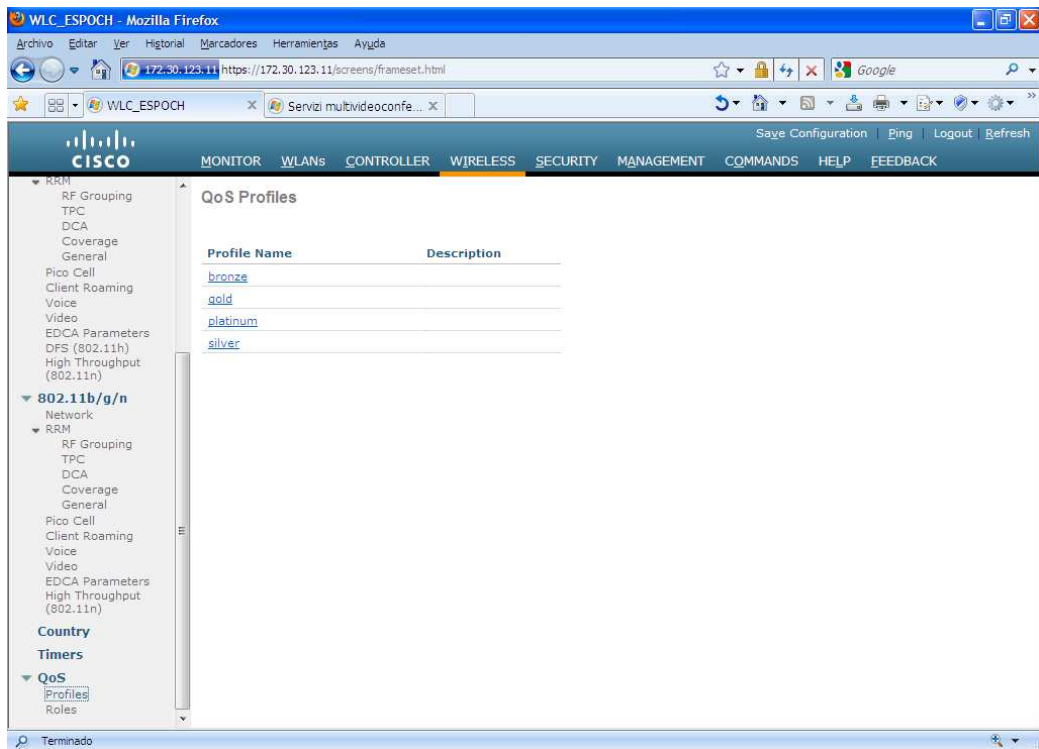 WLC_ESPOCH - Mozilla Firefox
Archivo Editar Ver Historial Marcadores Herramientas Ayuda
172.30.123.11 https://172.30.123.11/screens/frameset.html
Google
WLC_ESPOCH
Servizi multivideoconfe...
Save Configuration Ping Logout Refresh
CISCO
MONITOR WLANs CONTROLLER WIRELESS SECURITY MANAGEMENT COMMANDS HELP FEEDBACK
RRM
RF Grouping
TPC
DCA
Coverage
General
Pico Cell
Client Roaming
Voice
Video
EDCA Parameters
DFS (802.11h)
High Throughput
(802.11n)
802.11b/g/n
Network
RRM
RF Grouping
TPC
DCA
Coverage
General
Pico Cell
Client Roaming
Voice
Video
EDCA Parameters
High Throughput
(802.11n)
Country
Timers
QoS
Profiles
Roles
QoS Profiles
Profile Name Description
bronze
gold
platinum
silver
Terminado